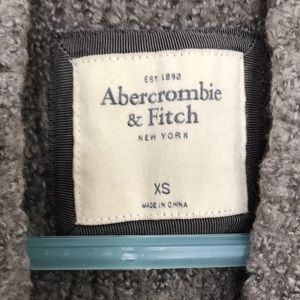 EST. 1892
Abercrombie
& Fitch
NEW YORK
XS
MADE IN CHINA